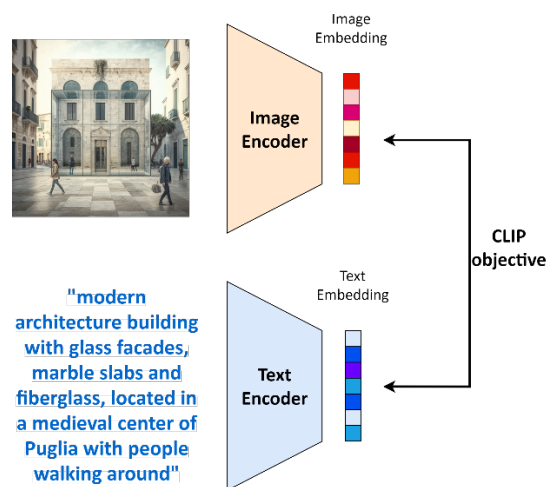 Image
Embedding
Image
Encoder
CLIP
objective
Text
Embedding
"modern
architecture building
with glass facades,
marble slabs and
fiberglass, located in
a medieval center of
Puglia with people
walking around"
Text
Encoder